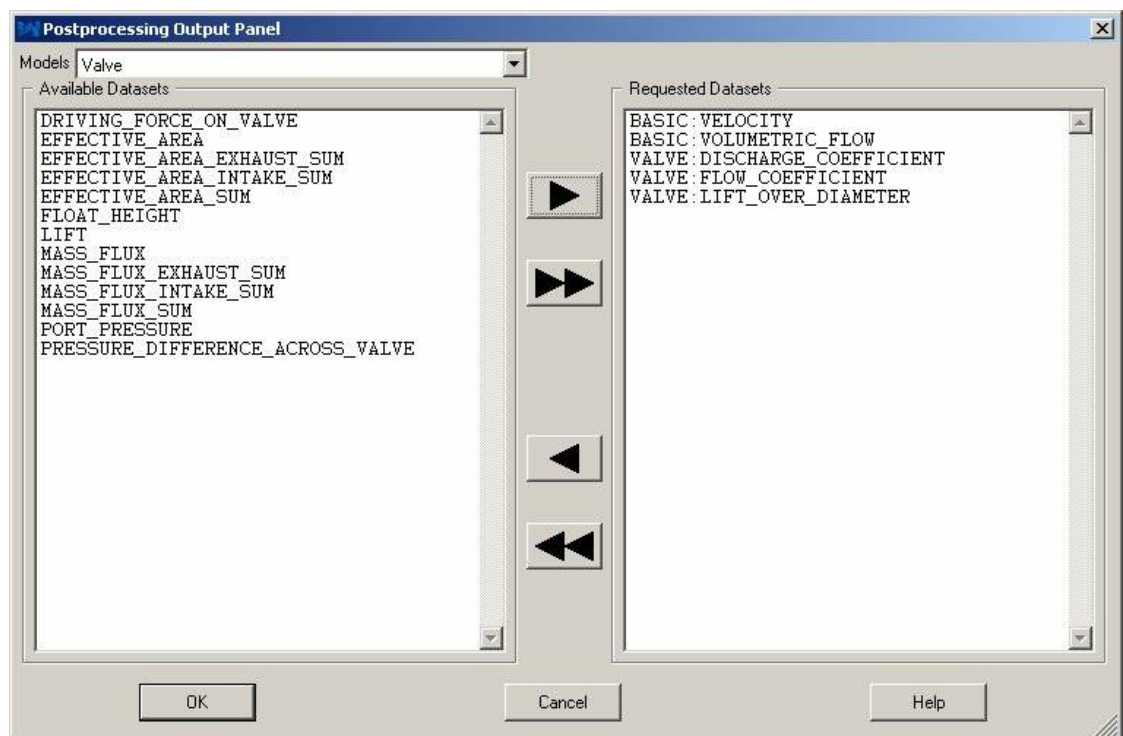 Postprocessing Output Panel
Models Valve
Available Datasets
DRIVING_FORCE_ON_VALVE
EFFECTIVE_AREA
EFFECTIVE_AREA_EXHAUST_SUM
EFFECTIVE_AREA_INTAKE_SUM
EFFECTIVE_AREA_SUM
FLOAT_HEIGHT
LIFT
MASS_FLUX
MASS_FLUX_EXHAUST_SUM
MASS_FLUX_INTAKE_SUM
MASS_FLUX_SUM
PORT_PRESSURE
PRESSURE_DIFFERENCE_ACROSS_VALVE
Requested Datasets
BASIC:VELOCITY
BASIC:VOLUMETRIC_FLOW
VALVE:DISCHARGE_COEFFICIENT
VALVE:FLOW_COEFFICIENT
VALVE:LIFT_OVER_DIAMETER
OK
Cancel
Help